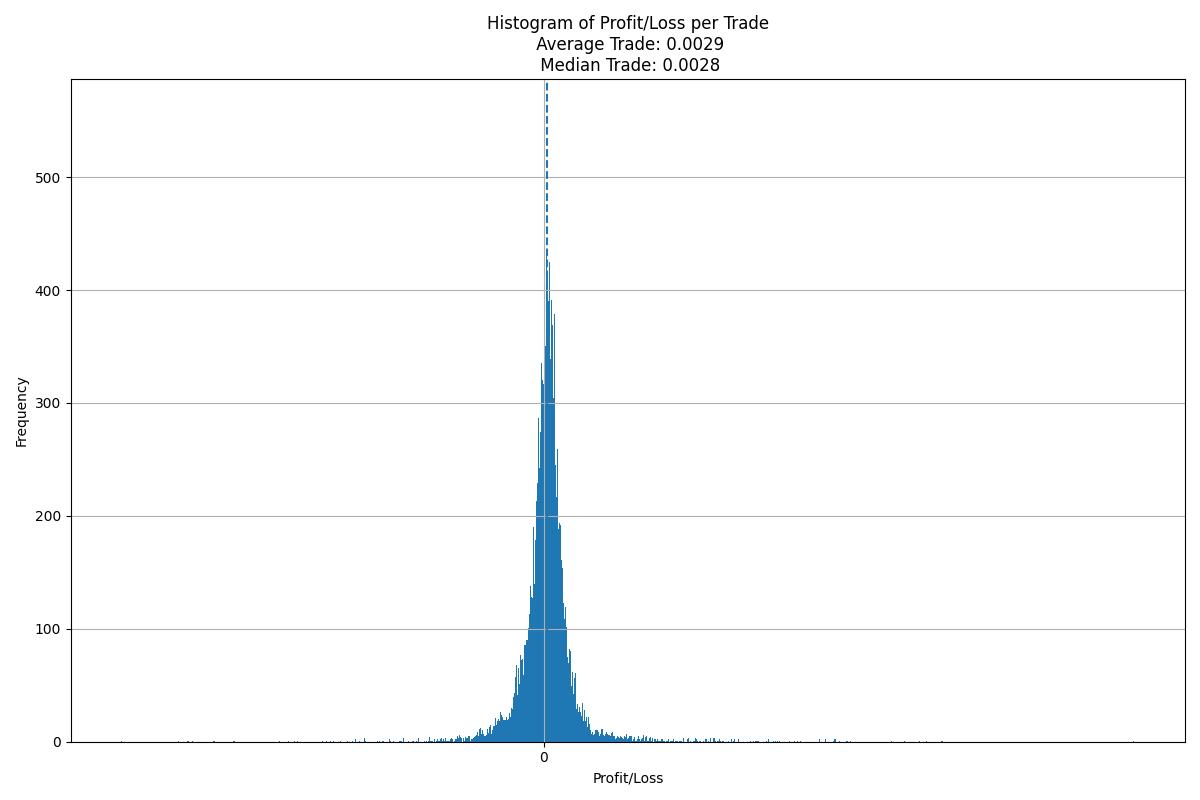 Histogram of Profit/Loss per Trade
Average Trade: 0.0029
Median Trade: 0.0028
500
400
300
200
100
0
Frequency
0
Profit/Loss